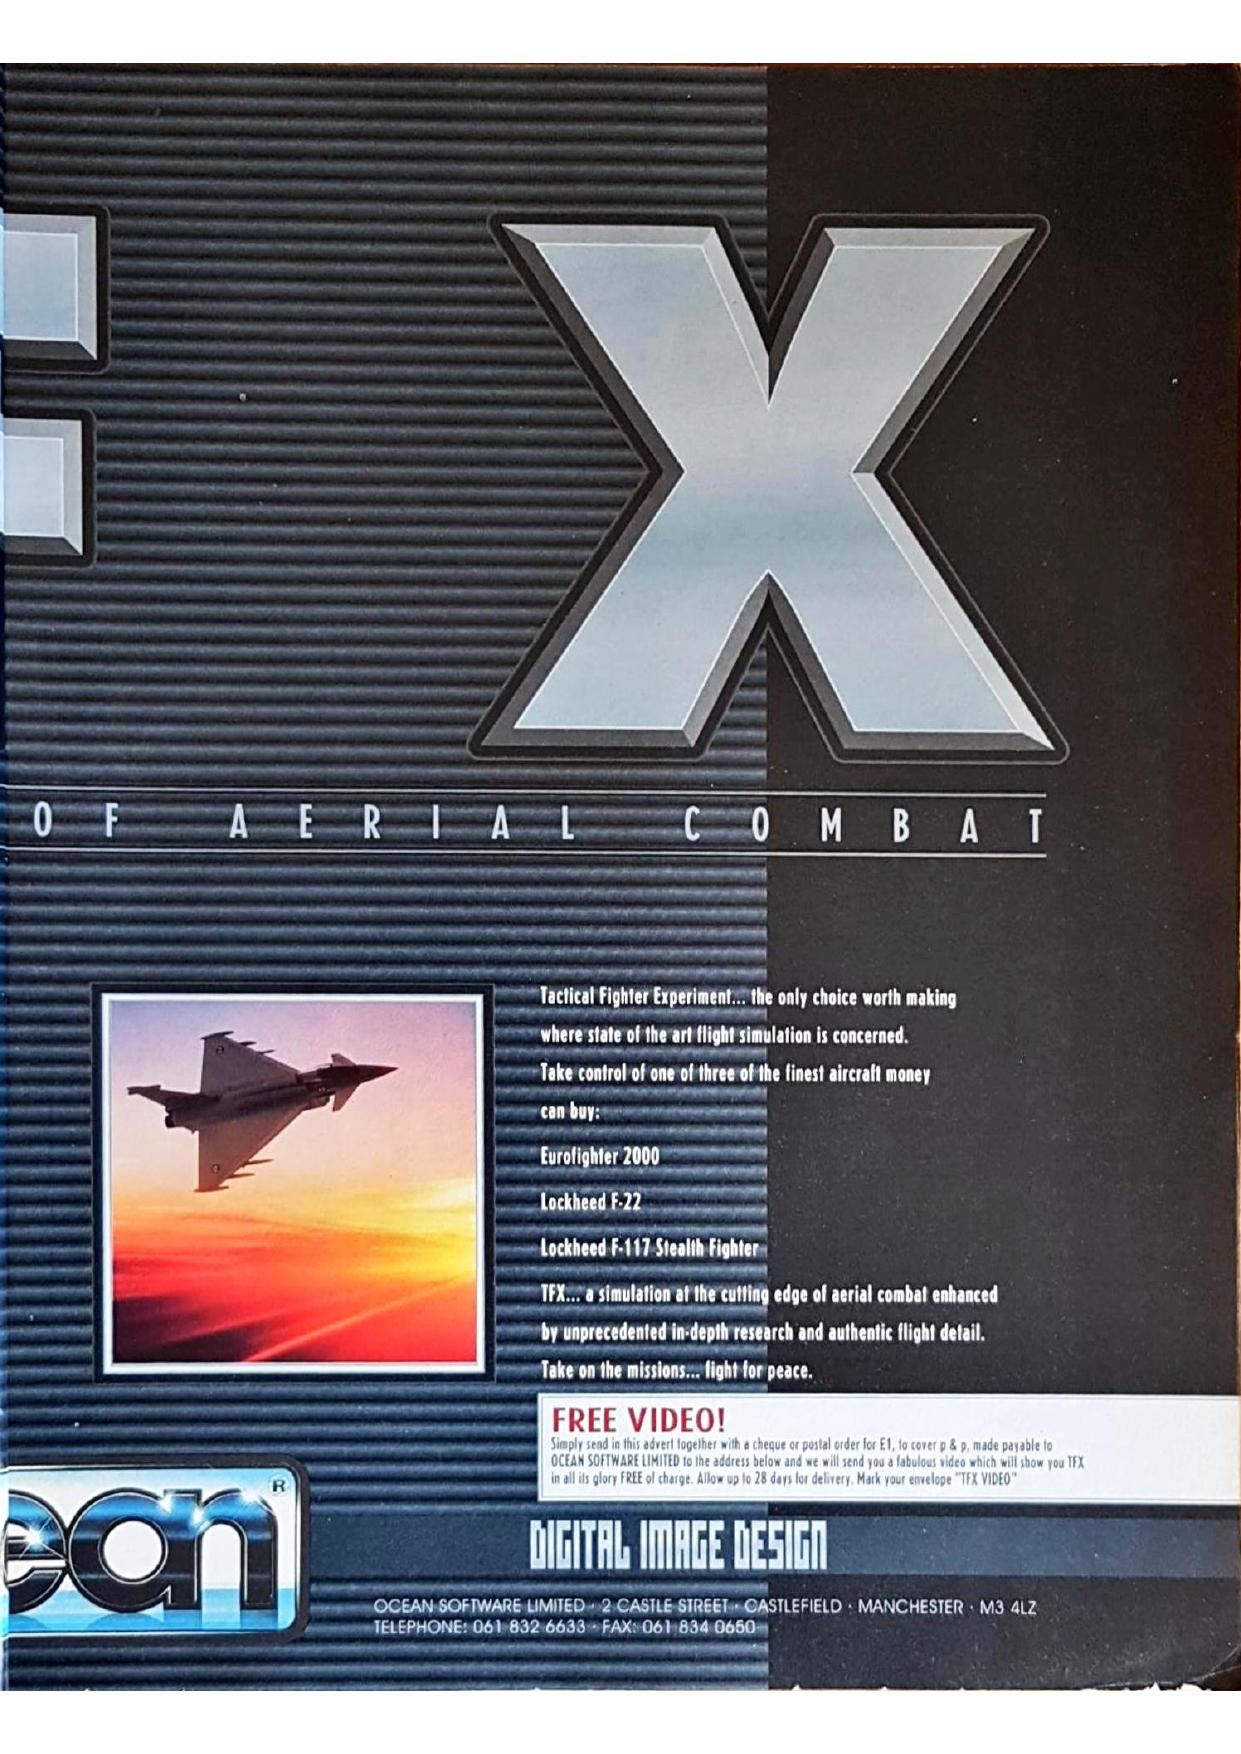 F X
OF AERIAL COMBAT
Tactical Fighter Experiment... the only choice worth making
where state of the art flight simulation is concerned.
Take control of one of three of the finest aircraft money
can buy:
Eurofighter 2000
Lockheed F-22
Lockheed F-117 Stealth Fighter
TFX... a simulation at the cutting edge of aerial combat enhanced
by unprecedented in-depth research and authentic flight detail.
Take on the missions... fight for peace.
FREE VIDEO!
Simply send in this advert together with a cheque or postal order for E1, to cover p & p, made payable to
OCEAN SOFTWARE LIMITED to the address below and we will send you a fabulous video which will show you TFX
in all its glory FREE of charge. Allow up to 28 days for delivery. Mark your envelope "TFX VIDEO"
ean®
DIGITAL IMAGE DESIGN
OCEAN SOFTWARE LIMITED · 2 CASTLE STREET · CASTLEFIELD · MANCHESTER · M3 4LZ
TELEPHONE: 061 832 6633 · FAX: 061 834 0650